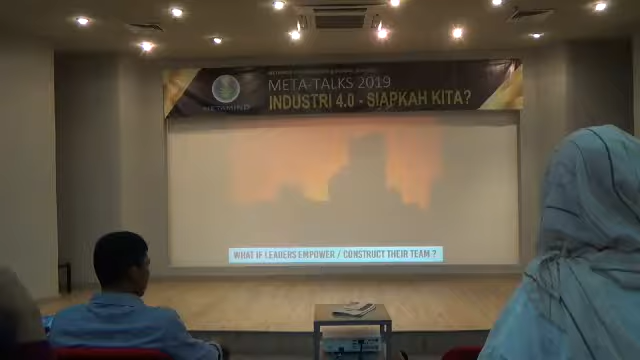 META-TALKS 2019
METAMIND
INDUSTRI 4.0 - SIAPKAH KITA?
WHAT IF LEADERS EMPOWER / CONSTRUCT THEIR TEAM ?